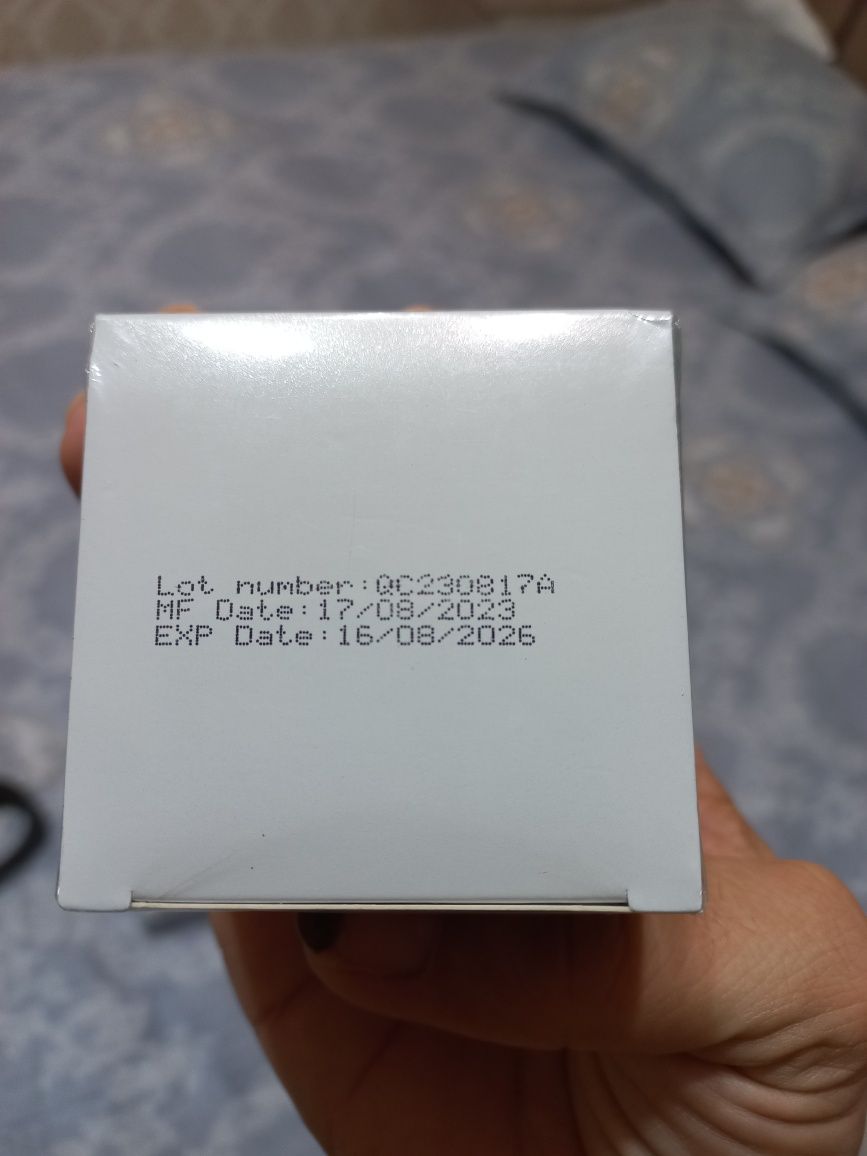 Lot number:QC230817A
MF Date:17/08/2023
EXP Date:16/08/2026